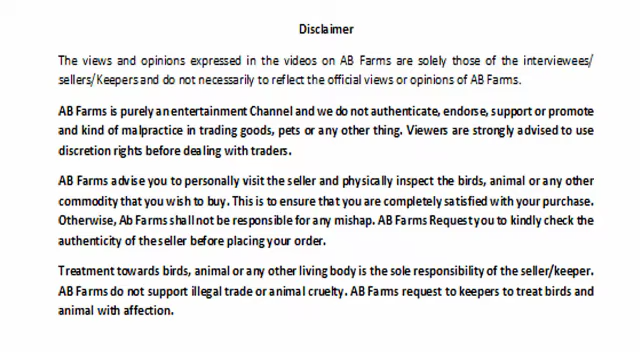 Disclaimer
The views and opinions expressed in the videos on AB Farms are solely those of the interviewees/
sellers/Keepers and do not necessarily to reflect the official views or opinions of AB Farms.
AB Farms is purely an entertainment Channel and we do not authenticate, endorse, support or promote
and kind of malpractice in trading goods, pets or any other thing. Viewers are strongly advised to use
discretion rights before dealing with traders.
AB Farms advise you to personally visit the seller and physically inspect the birds, animal or any other
commodity that you wish to buy. This is to ensure that you are completely satisfied with your purchase.
Otherwise, Ab Farms shall not be responsible for any mishap. AB Farms Request you to kindly check the
authenticity of the seller before placing your order.
Treatment towards birds, animal or any other living body is the sole responsibility of the seller/keeper.
AB Farms do not support illegal trade or animal cruelty. AB Farms request to keepers to treat birds and
animal with affection.